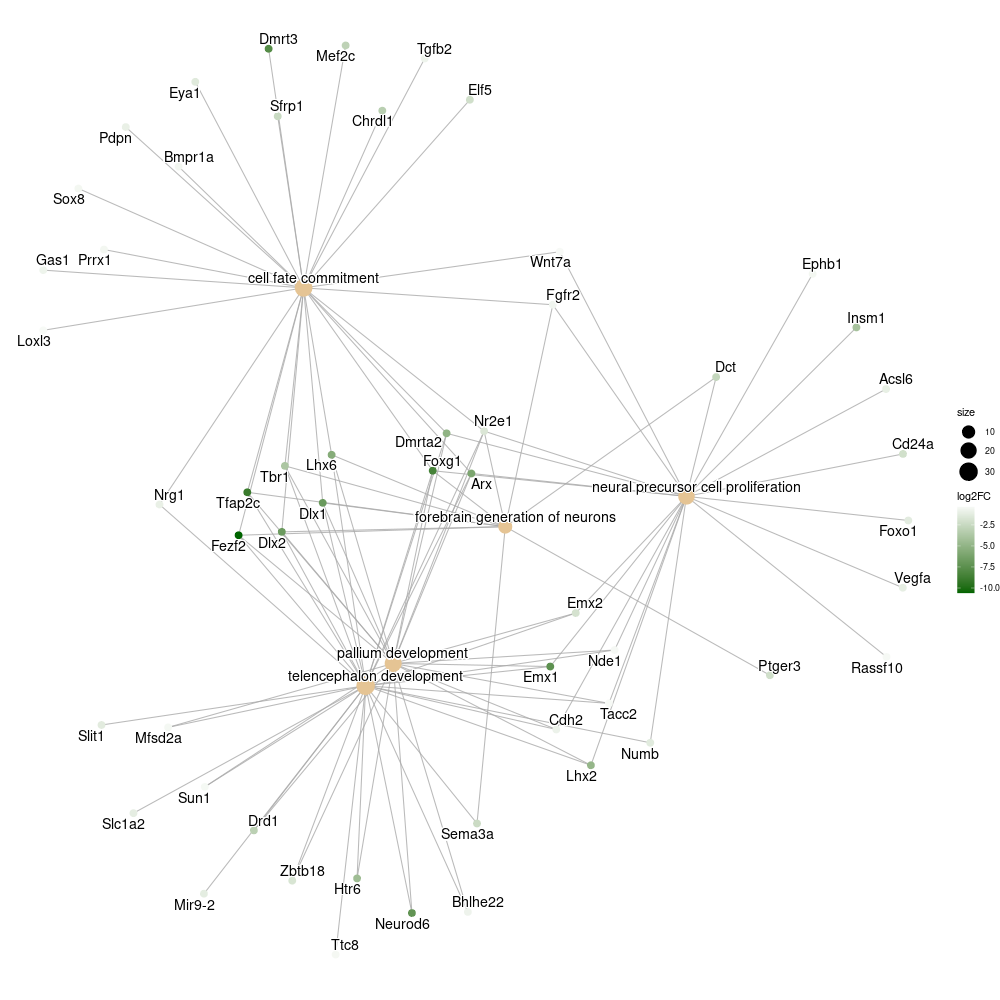 Dmrt3
Mef2c
Tgfb2
Eya1
Sfrp1
Chrdl1
Elf5
Pdpn
Bmpr1a
Sox8
Gas1
Prrx1
cell fate commitment
Wnt7a
Ephb1
Fgfr2
Insm1
Loxl3
Dct
Acsl6
size
10
20
30
Nr2e1
Dmrta2
Cd24a
Foxg1
Lhx6
Tbr1
Arx
neural precursor cell proliferation
log2FC
-2.5
-5.0
-7.5
-10.0
Nrg1
Tfap2c
Dlx1
forebrain generation of neurons
Foxo1
Fezf2
Dlx2
Vegfa
Emx2
pallium development
Nde1
Ptger3
Rassf10
telencephalon development
Emx1
Tacc2
Cdh2
Slit1
Mfsd2a
Numb
Lhx2
Sun1
Slc1a2
Drd1
Sema3a
Zbtb18
Htr6
Mir9-2
Bhlhe22
Neurod6
Ttc8